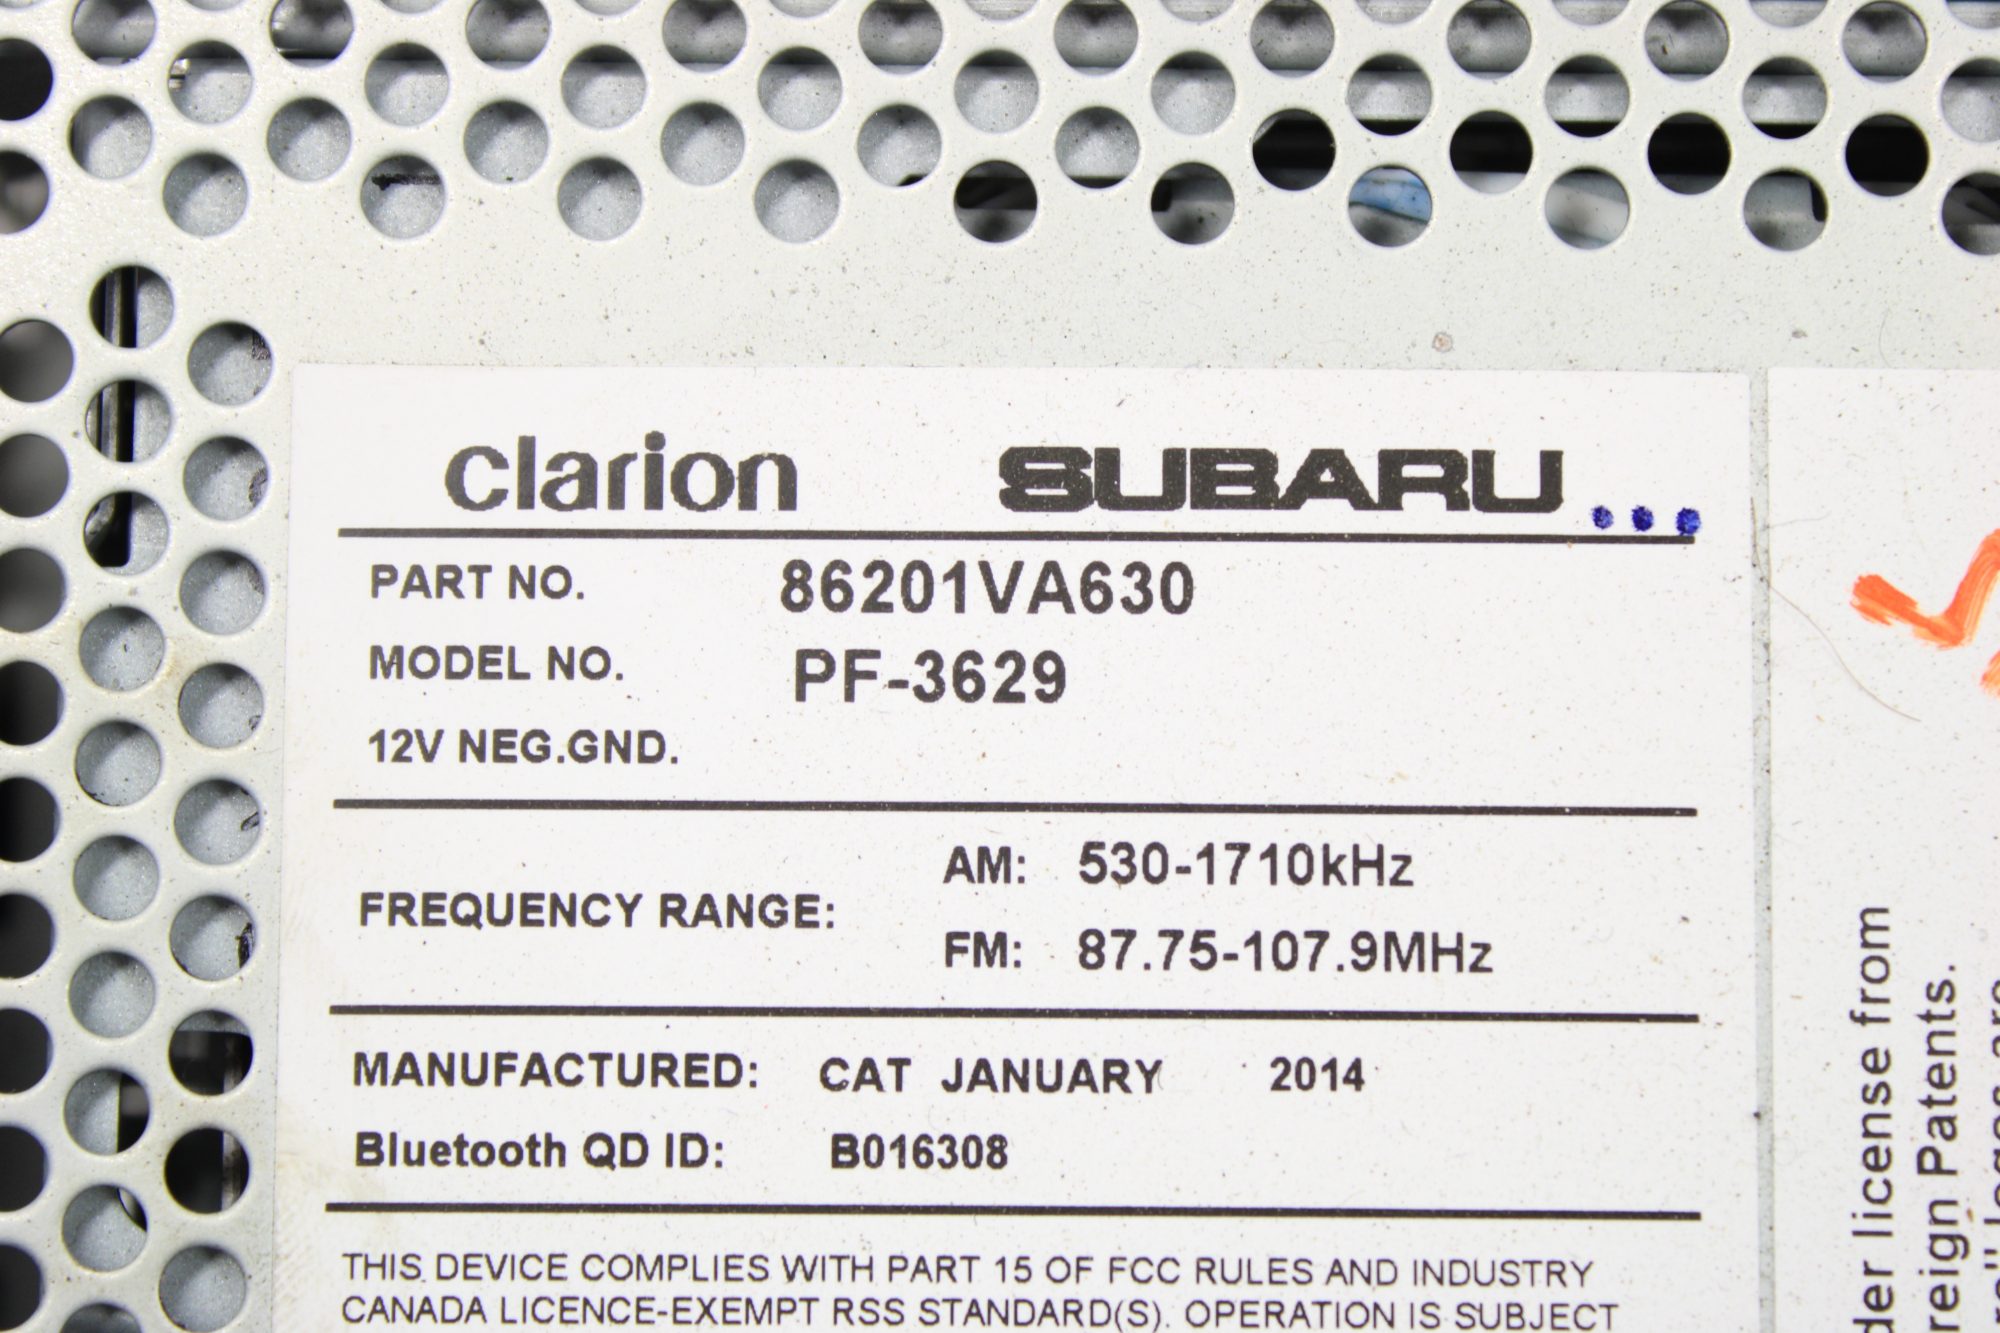 clarion SUBARU
PART NO. 86201VA630
MODEL NO. PF-3629
12V NEG.GND.
FREQUENCY RANGE: AM: 530-1710kHz
FM: 87.75-107.9MHz
MANUFACTURED: CAT JANUARY 2014
Bluetooth QD ID: B016308
THIS DEVICE COMPLIES WITH PART 15 OF FCC RULES AND INDUSTRY
CANADA LICENCE-EXEMPT RSS STANDARD(S). OPERATION IS SUBJECT
der license from
reign Patents.